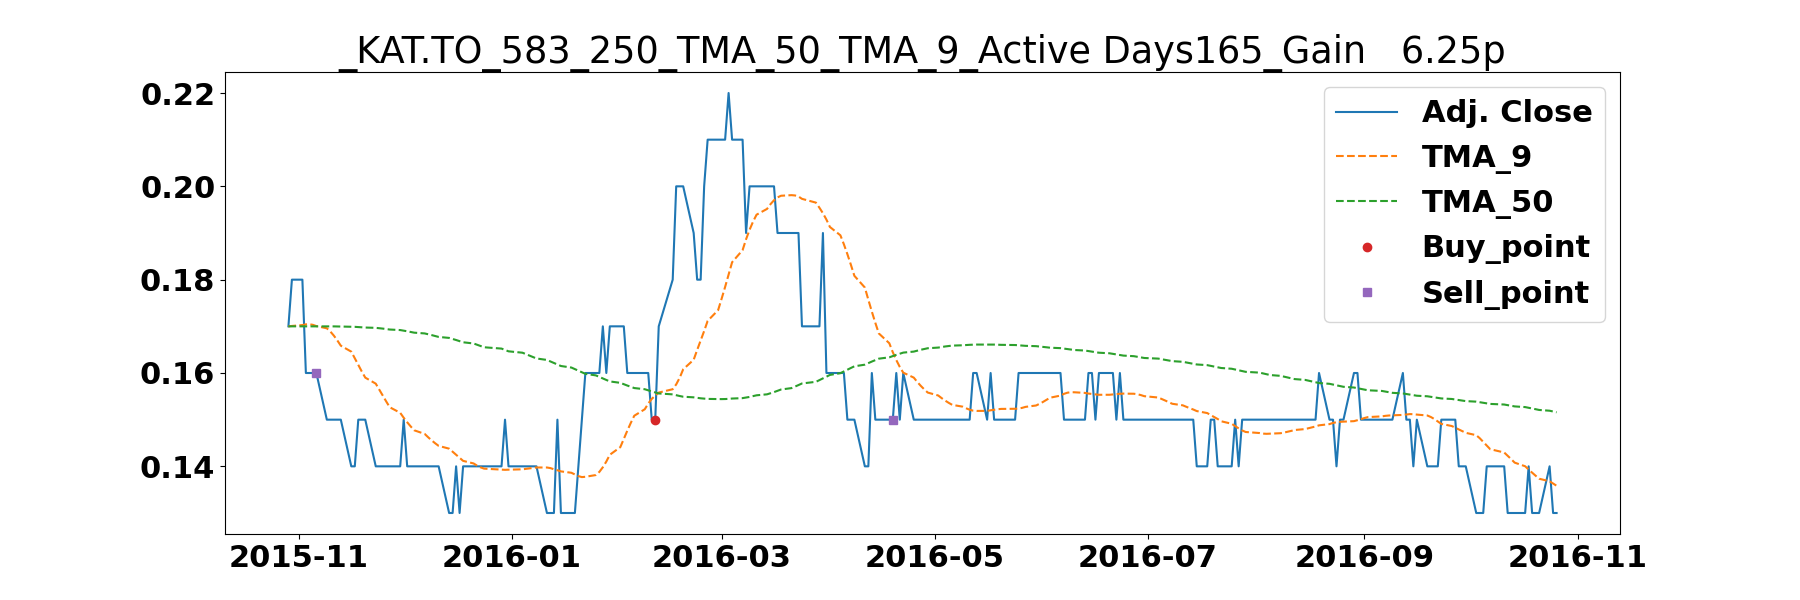 _KAT.TO_583_250_TMA_50_TMA_9_Active Days165_Gain   6.25p
0.22
0.20
0.18
0.16
0.14
Adj. Close
TMA_9
TMA_50
Buy_point
Sell_point
2015-11 2016-01 2016-03 2016-05 2016-07 2016-09 2016-11